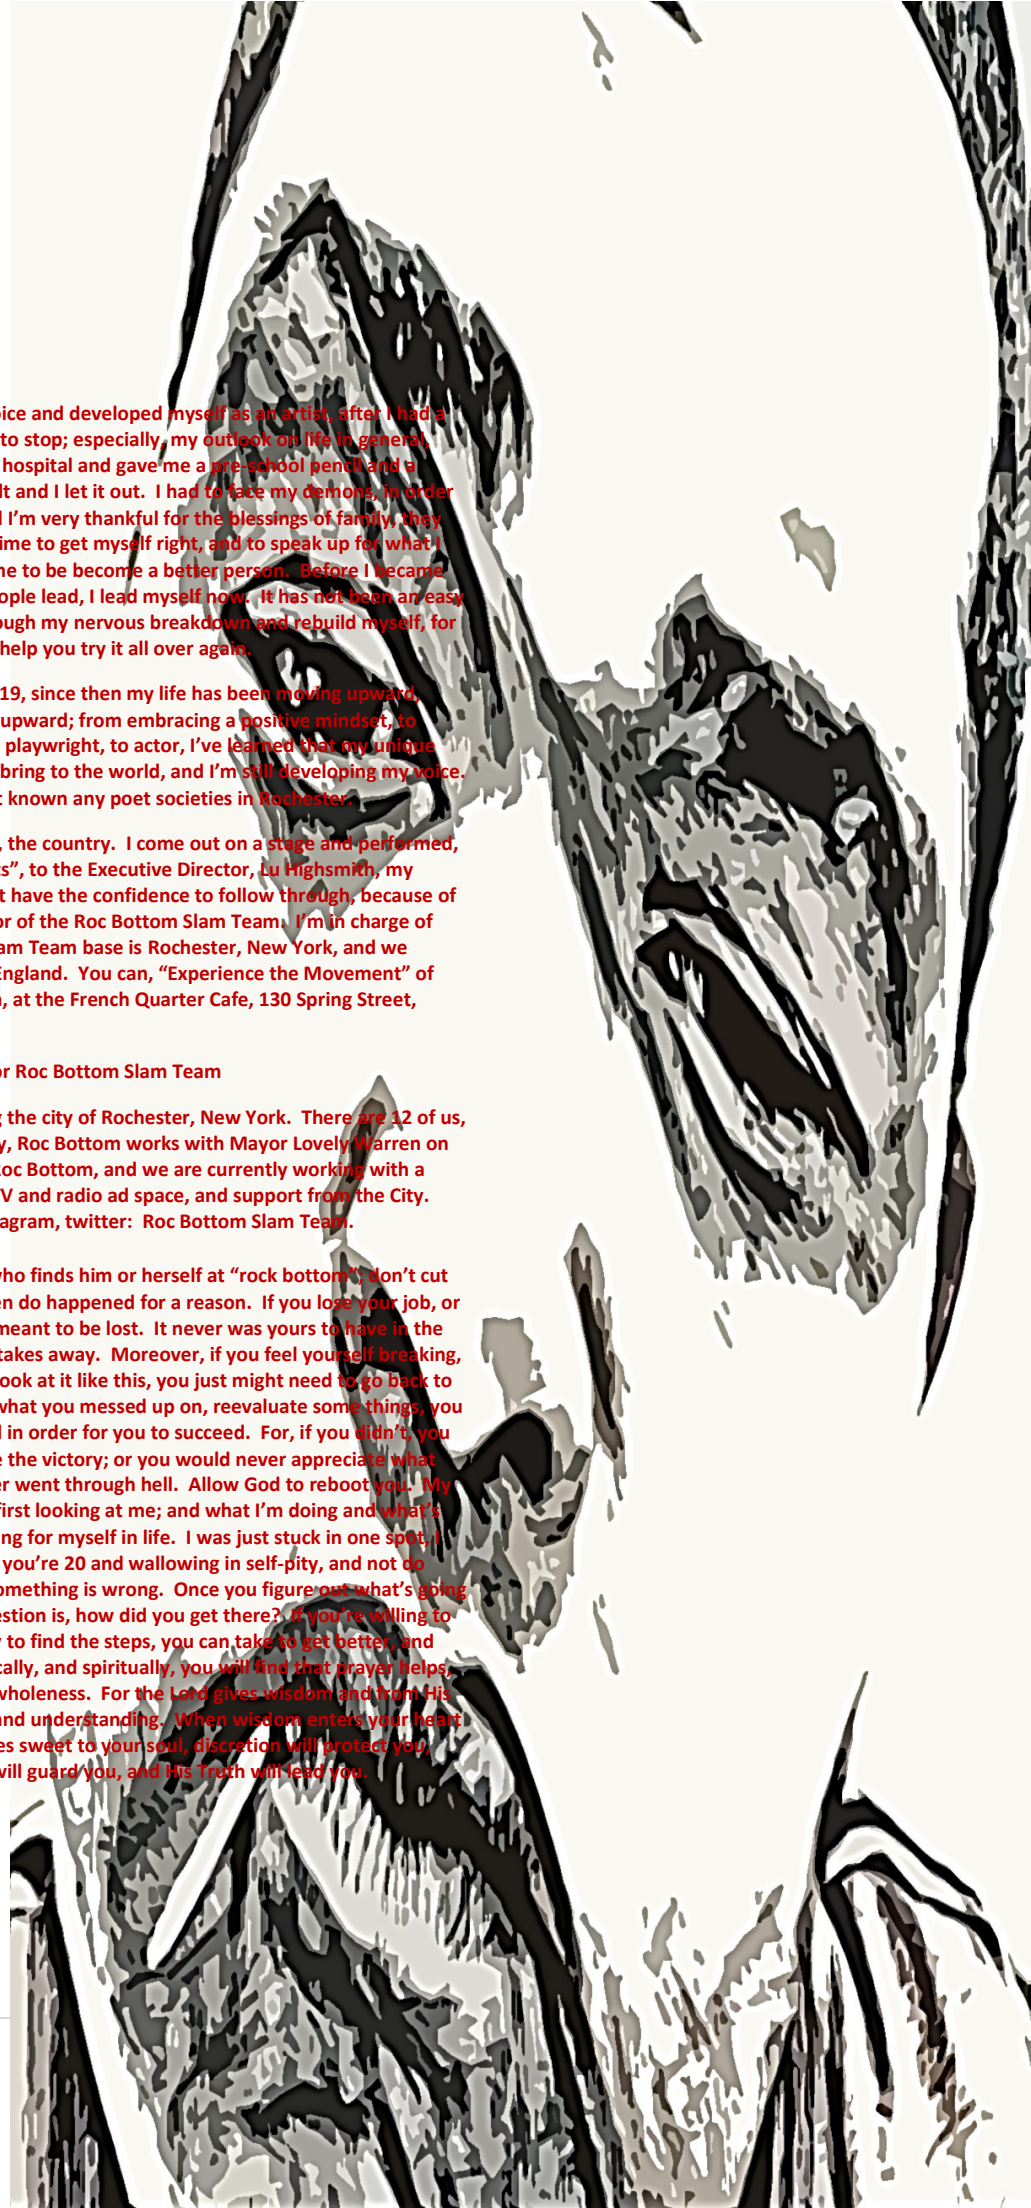 ice and developed myself as an artist, after I had a
to stop; especially, my outlook on life in general,
hospital and gave me a pre-school pencil and a
lt and I let it out.  I had to face my demons, in order
I'm very thankful for the blessings of family, they
ime to get myself right, and to speak up for what I
ne to be become a better person.  Before I became
ople lead, I lead myself now.  It has not been an easy
ough my nervous breakdown and rebuild myself, for
help you try it all over again.
19, since then my life has been moving upward,
upward; from embracing a positive mindset, to
playwright, to actor, I've learned that my unique
bring to the world, and I'm still developing my voice.
t known any poet societies in Rochester.
, the country.  I come out on a stage and performed,
ts”, to the Executive Director, Lu Highsmith, my
t have the confidence to follow through, because of
or of the Roc Bottom Slam Team.  I'm in charge of
am Team base is Rochester, New York, and we
England.  You can, “Experience the Movement” of
, at the French Quarter Cafe, 130 Spring Street,
or Roc Bottom Slam Team
g the city of Rochester, New York.  There are 12 of us,
y, Roc Bottom works with Mayor Lovely Warren on
Roc Bottom, and we are currently working with a
V and radio ad space, and support from the City.
agram, twitter:  Roc Bottom Slam Team.
who finds him or herself at “rock bottom”; don't cut
en do happened for a reason.  If you lose your job, or
meant to be lost.  It never was yours to have in the
takes away.  Moreover, if you feel yourself breaking,
look at it like this, you just might need to go back to
what you messed up on, reevaluate some things, you
d in order for you to succeed.  For, if you didn't, you
e the victory; or you would never appreciate what
er went through hell.  Allow God to reboot you.  My
first looking at me; and what I'm doing and what's
ng for myself in life.  I was just stuck in one spot, I
you're 20 and wallowing in self-pity, and not do
omething is wrong.  Once you figure out what's going
estion is, how did you get there?  If you're willing to
y to find the steps, you can take to get better, and
cally, and spiritually, you will find that prayer helps,
wholeness.  For the Lord gives wisdom and from His
and understanding.  When wisdom enters your heart
es sweet to your soul, discretion will protect you,
will guard you, and His Truth will lead you.